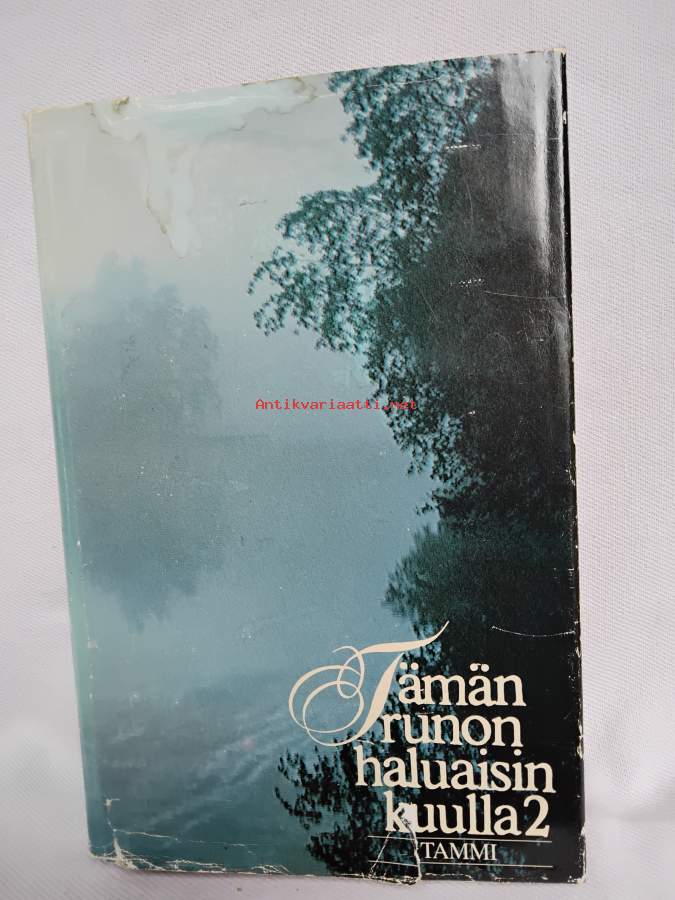 Antikvariaatti.net
Tämän
runon
haluaisin
kuulla 2
TAMMI